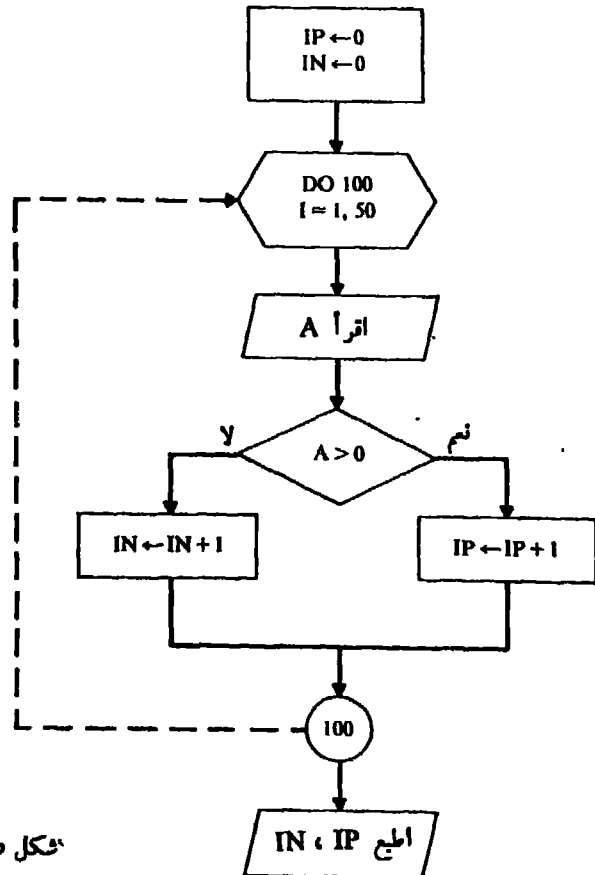 IP ← 0
IN ← 0
DO 100
I = 1, 50
اقرأ A
A > 0
لا
نعم
IN ← IN + 1
IP ← IP + 1
100
اطبع IN ، IP
شكل